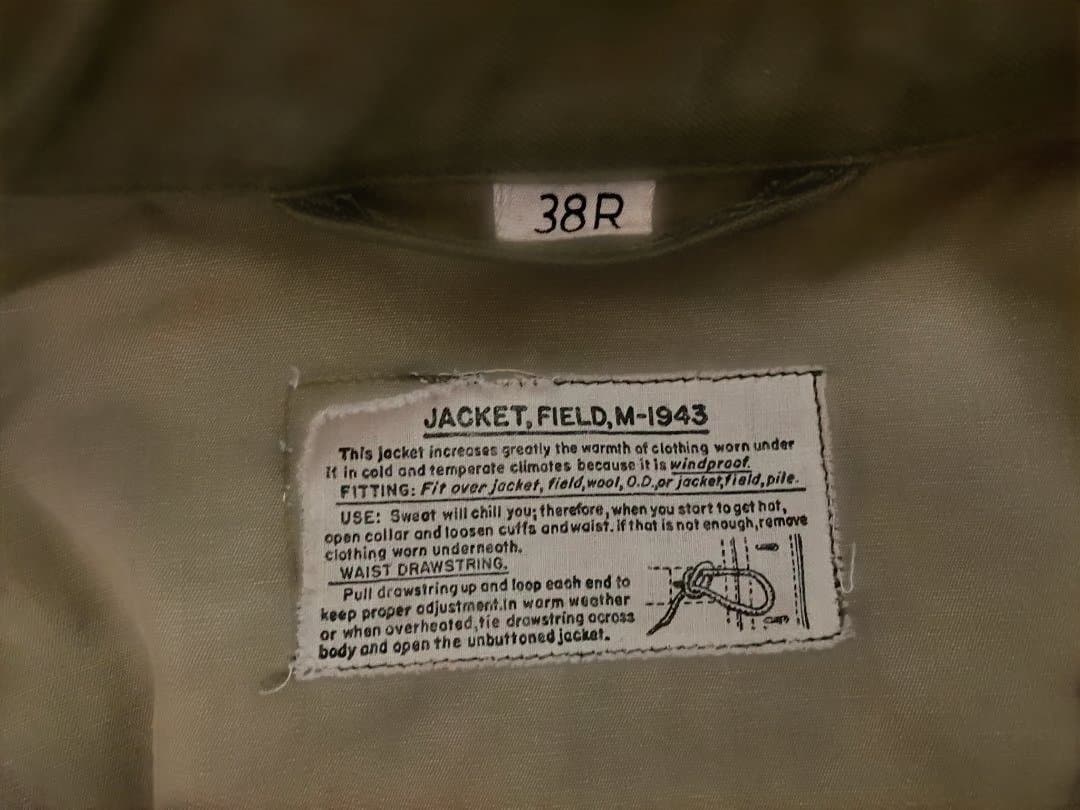 38R
JACKET, FIELD, M-1943
This jacket increases greatly the warmth of clothing worn under
it in cold and temperate climates because it is windproof.
FITTING: Fit over jacket, field, wool, O.D., or jacket, field, pile.
USE: Sweat will chill you; therefore, when you start to get hot,
open collar and loosen cuffs and waist. If that is not enough, remove
clothing worn underneath.
WAIST DRAWSTRING.
Pull drawstring up and loop each end to
keep proper adjustment. In warm weather
or when overheated, tie drawstring across
body and open the unbuttoned jacket.